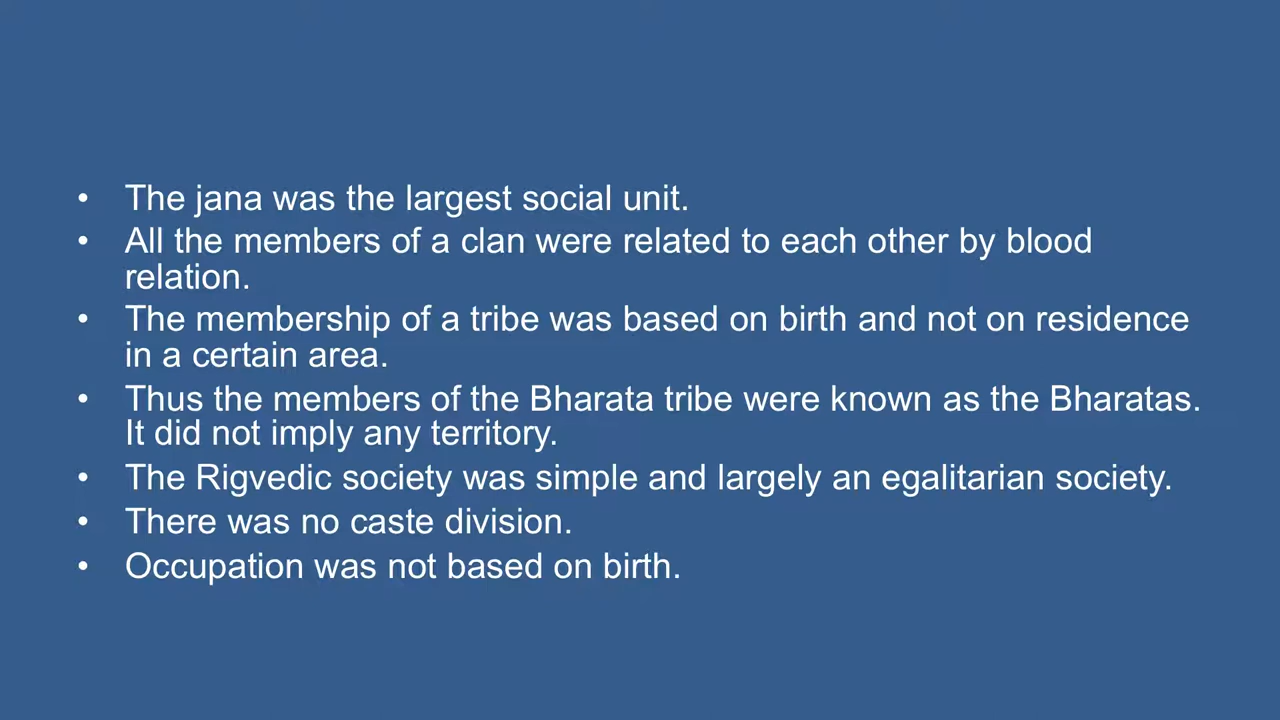 • The jana was the largest social unit.
• All the members of a clan were related to each other by blood
relation.
• The membership of a tribe was based on birth and not on residence
in a certain area.
• Thus the members of the Bharata tribe were known as the Bharatas.
It did not imply any territory.
• The Rigvedic society was simple and largely an egalitarian society.
• There was no caste division.
• Occupation was not based on birth.